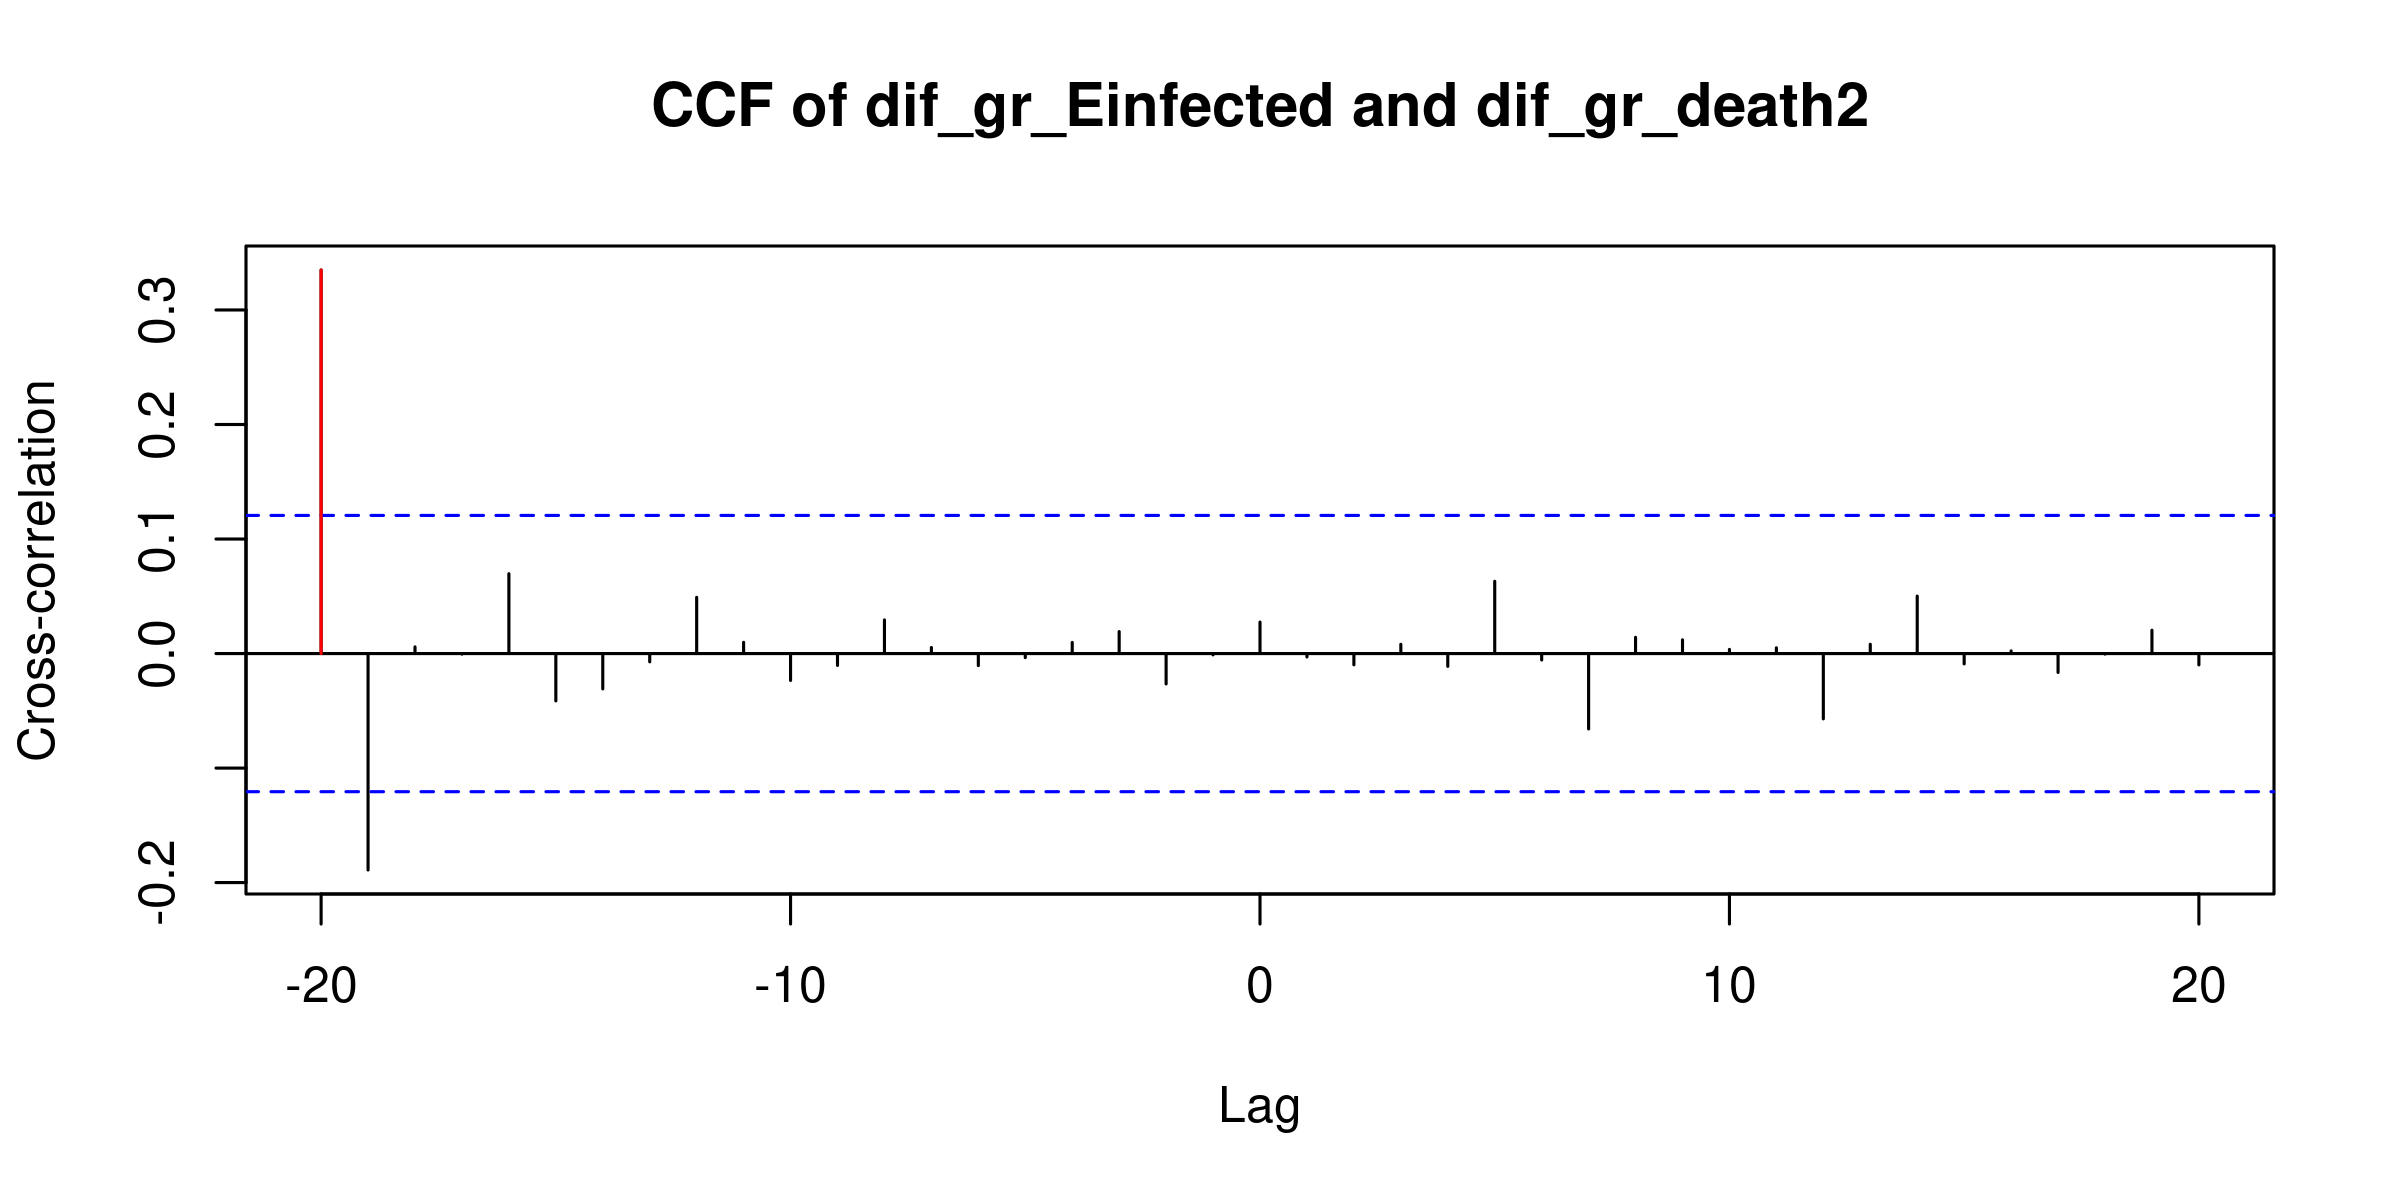 CCF of dif_gr_Einfected and dif_gr_death2
Cross-correlation
0.3
0.2
0.1
0.0
-0.2
-20 -10 0 10 20
Lag